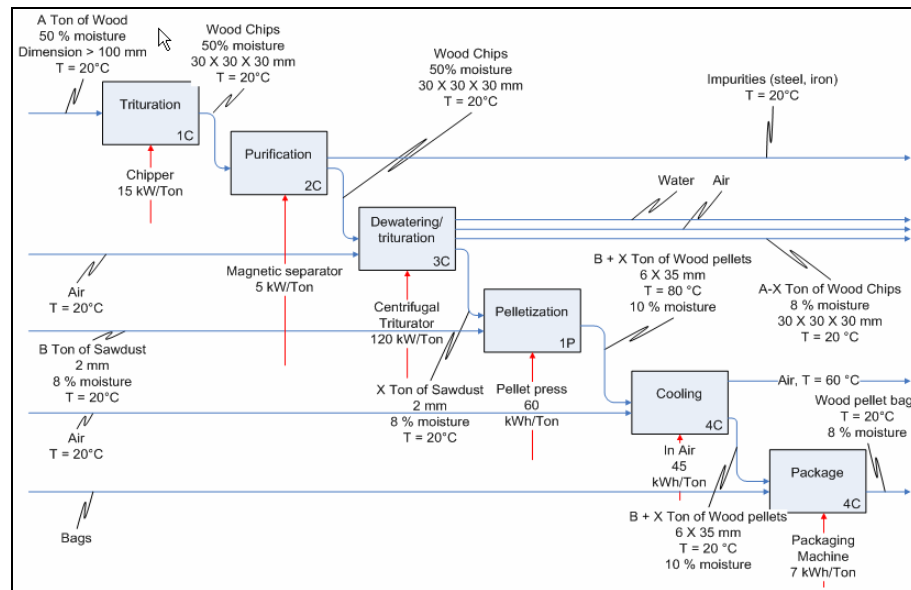 A Ton of Wood
50 % moisture
Dimension > 100 mm
T = 20°C
Wood Chips
50% moisture
30 X 30 X 30 mm
T = 20°C
Wood Chips
50% moisture
30 X 30 X 30 mm
T = 20°C
Impurities (steel, iron)
T = 20°C
Trituration
1C
Chipper
15 kW/Ton
Purification
2C
Magnetic separator
5 kW/Ton
Water
Air
Dewatering/
trituration
3C
Air
T = 20°C
Centrifugal
Triturator
120 kW/Ton
B + X Ton of Wood pellets
6 X 35 mm
T = 80 °C
10 % moisture
A-X Ton of Wood Chips
8 % moisture
30 X 30 X 30 mm
T = 20 °C
Pelletization
1P
B Ton of Sawdust
2 mm
8 % moisture
T = 20°C
X Ton of Sawdust
2 mm
8 % moisture
T = 20°C
Pellet press
60
kWh/Ton
Cooling
4C
Air, T = 60 °C
Wood pellet bag
T = 20°C
8 % moisture
Air
T = 20°C
In Air
45
kWh/Ton
Package
4C
Bags
B + X Ton of Wood pellets
6 X 35 mm
T = 20 °C
10 % moisture
Packaging
Machine
7 kWh/Ton